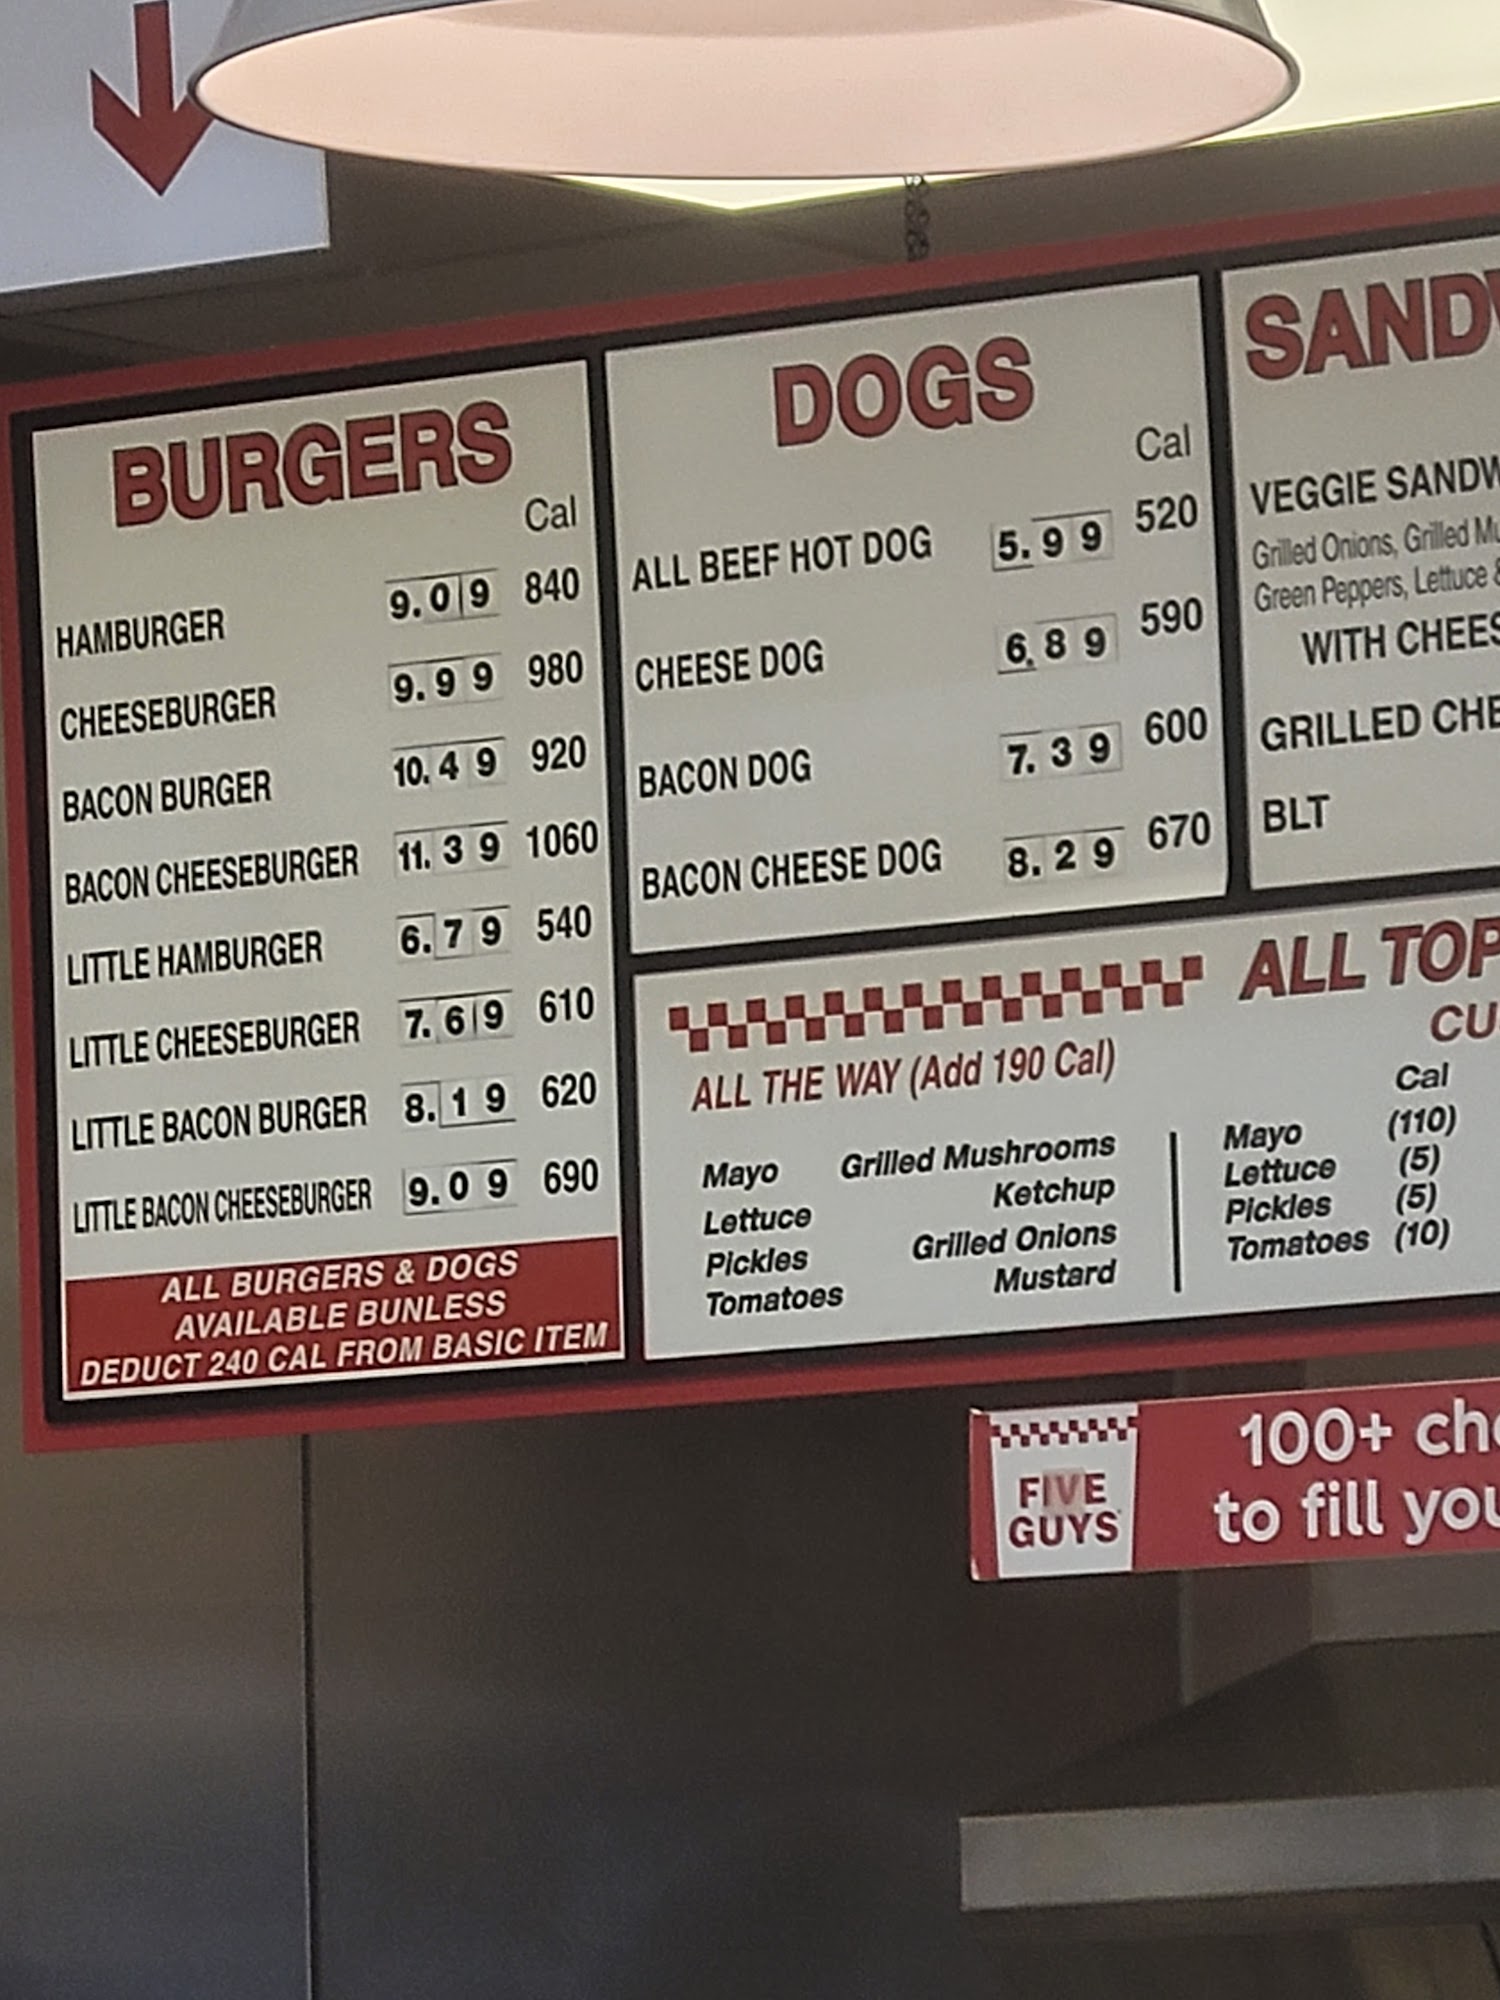 BURGERS
Cal
HAMBURGER 9.09 840
CHEESEBURGER 9.99 980
BACON BURGER 10.49 920
BACON CHEESEBURGER 11.39 1060
LITTLE HAMBURGER 6.79 540
LITTLE CHEESEBURGER 7.69 610
LITTLE BACON BURGER 8.19 620
LITTLE BACON CHEESEBURGER 9.09 690
ALL BURGERS & DOGS
AVAILABLE BUNLESS
DEDUCT 240 CAL FROM BASIC ITEM
DOGS
Cal
ALL BEEF HOT DOG 5.99 520
CHEESE DOG 6.89 590
BACON DOG 7.39 600
BACON CHEESE DOG 8.29 670
VEGGIE
Grilled Onions, Grilled
Green Peppers, Lettuce
WITH
GRILLED
BLT
ALL
ALL THE WAY (Add 190 Cal)
Mayo Grilled Mushrooms
Lettuce Ketchup
Pickles Grilled Onions
Tomatoes Mustard
Cal
Mayo (110)
Lettuce (5)
Pickles (5)
Tomatoes (10)
FIVE
GUYS
100+
to fill